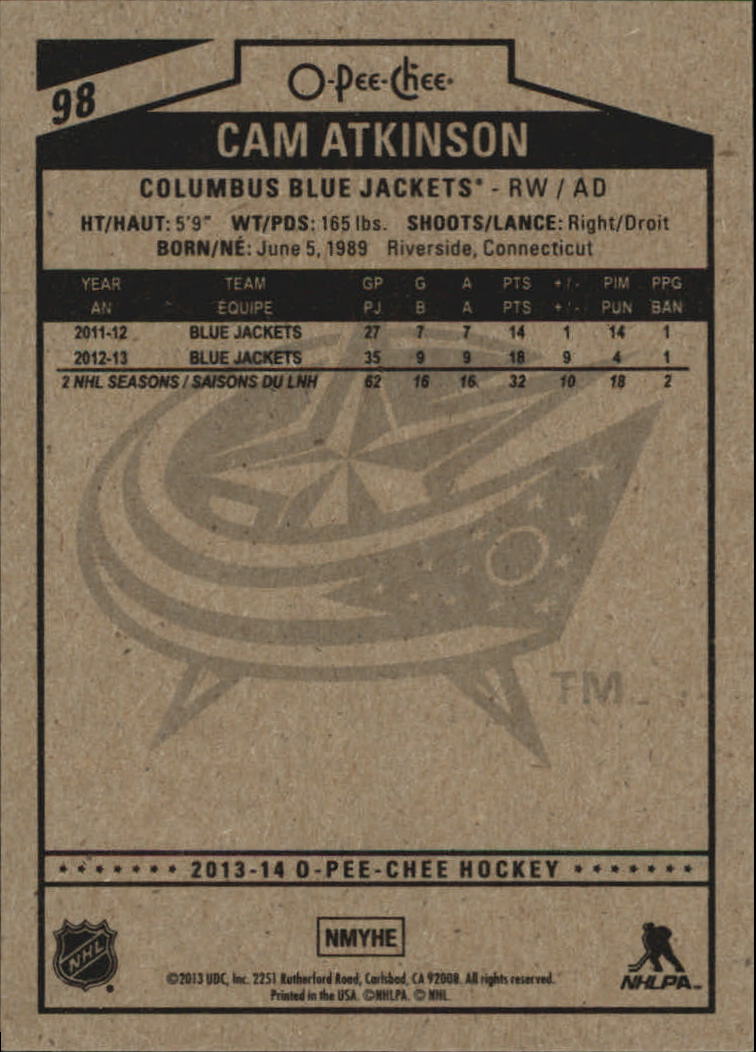 98
O-Pee-Chee
CAM ATKINSON
COLUMBUS BLUE JACKETS® - RW / AD
HT/HAUT: 5'9" WT/PDS: 165 lbs. SHOOTS/LANCE: Right/Droit
BORN/NÉ: June 5, 1989 Riverside, Connecticut
YEAR TEAM GP G A PTS +/- PIM PPG
AN ÉQUIPE PJ B A PTS +/- PUN BAN
2011-12 BLUE JACKETS 27 7 7 14 1 14 1
2012-13 BLUE JACKETS 35 9 9 18 9 4 1
2 NHL SEASONS / SAISONS DU LNH 62 16 16 32 10 18 2
TM
2013-14 O-PEE-CHEE HOCKEY
NHL
NMYHE
NHLPA™
©2013 UDC, Inc. 2251 Rutherford Road, Carlsbad, CA 92008. All rights reserved.
Printed in the USA. ©NHLPA. © NHL